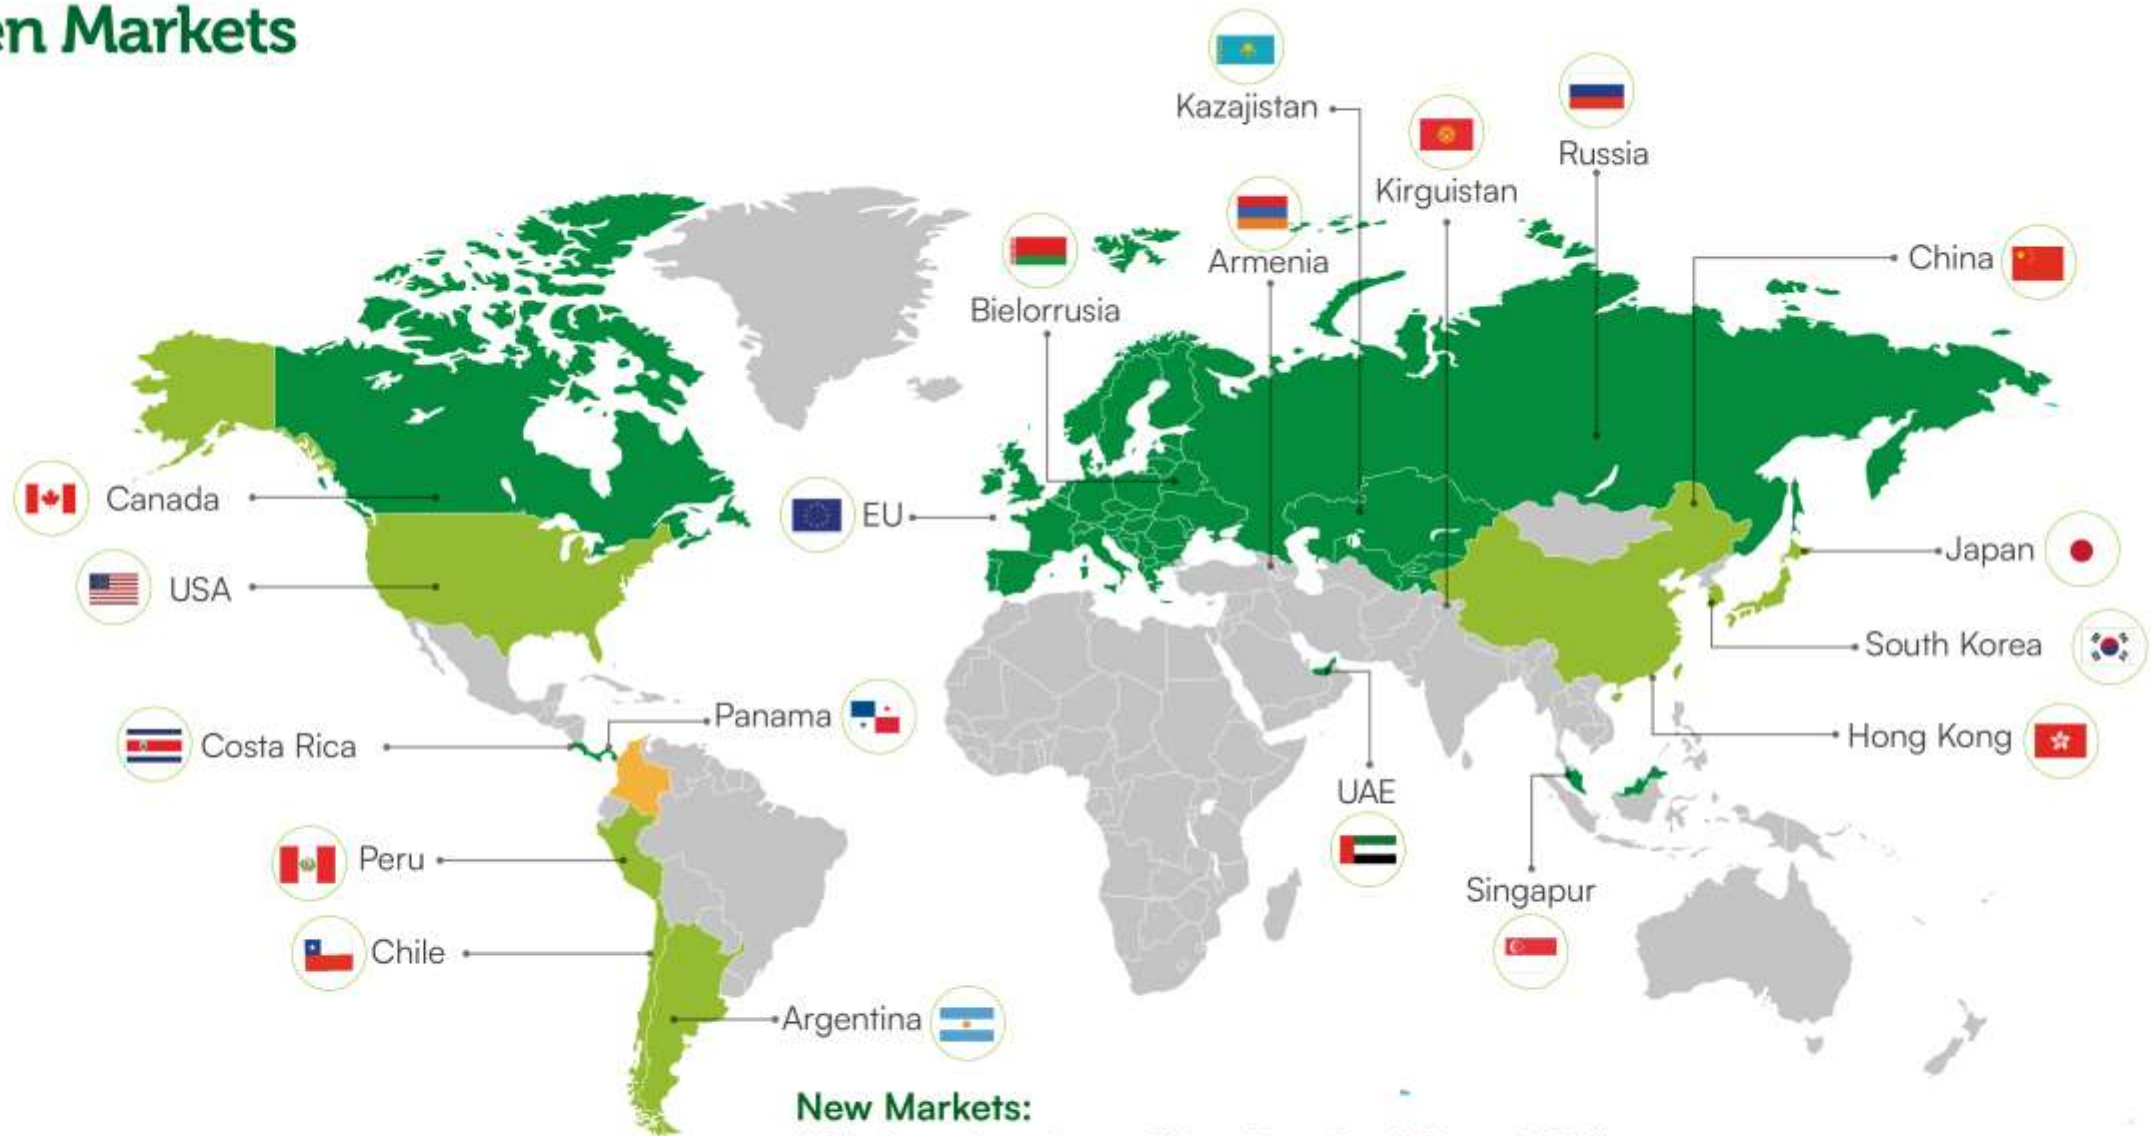 en Markets
Kazajistan
Kirguistan
Russia
Armenia
China
Bielorrusia
Canada
EU
USA
Japan
South Korea
Panama
Costa Rica
Hong Kong
UAE
Peru
Singapur
Chile
Argentina
New Markets: